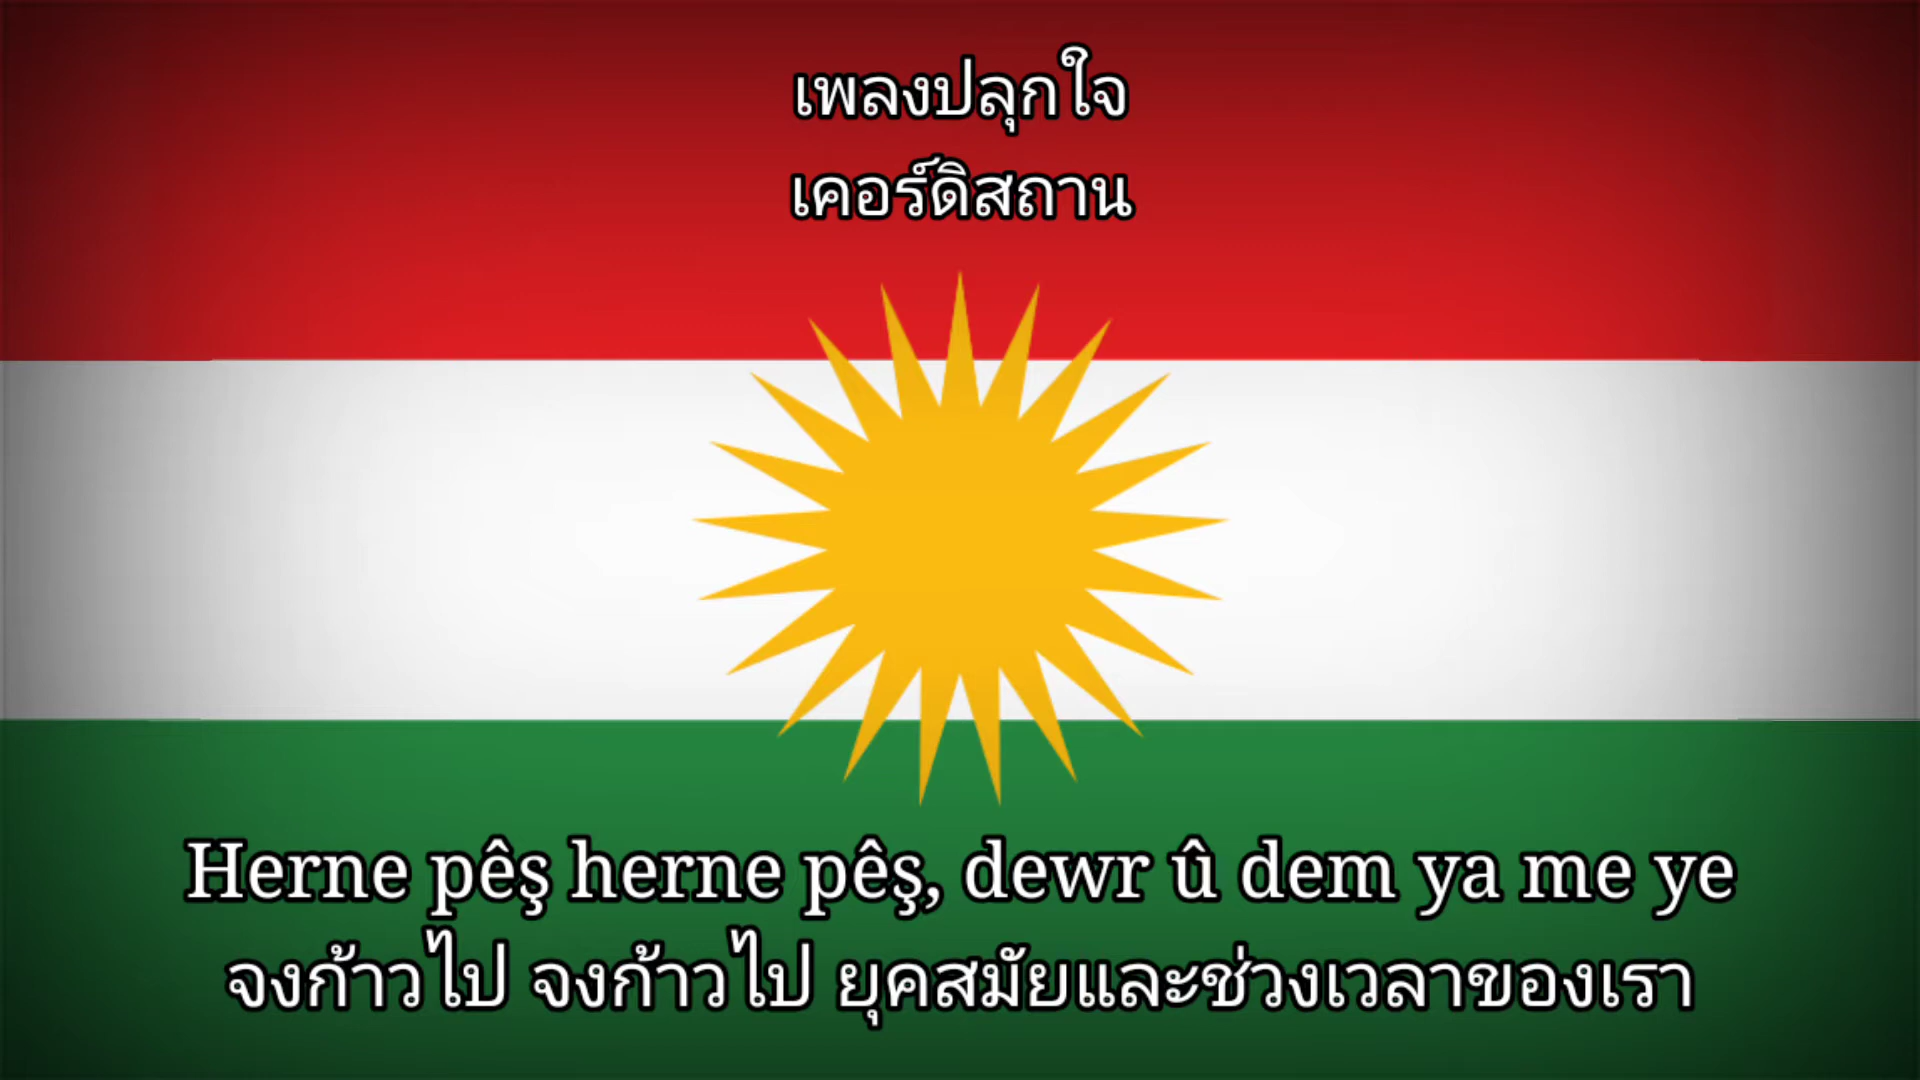 เพลงปลุกใจ
เคอร์ดิสถาน
Herne pêş herne pêş, dewr û dem ya me ye
จงก้าวไป จงก้าวไป ยุคสมัยและช่วงเวลาของเรา